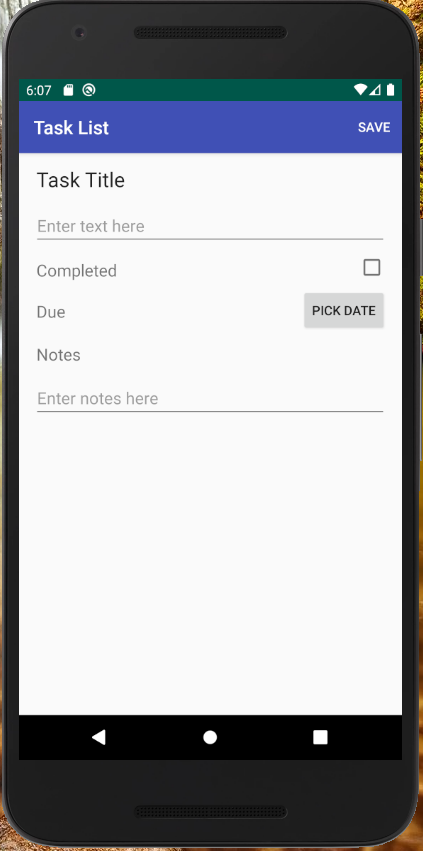 6:07
Task List SAVE
Task Title
Enter text here
Completed
Due PICK DATE
Notes
Enter notes here